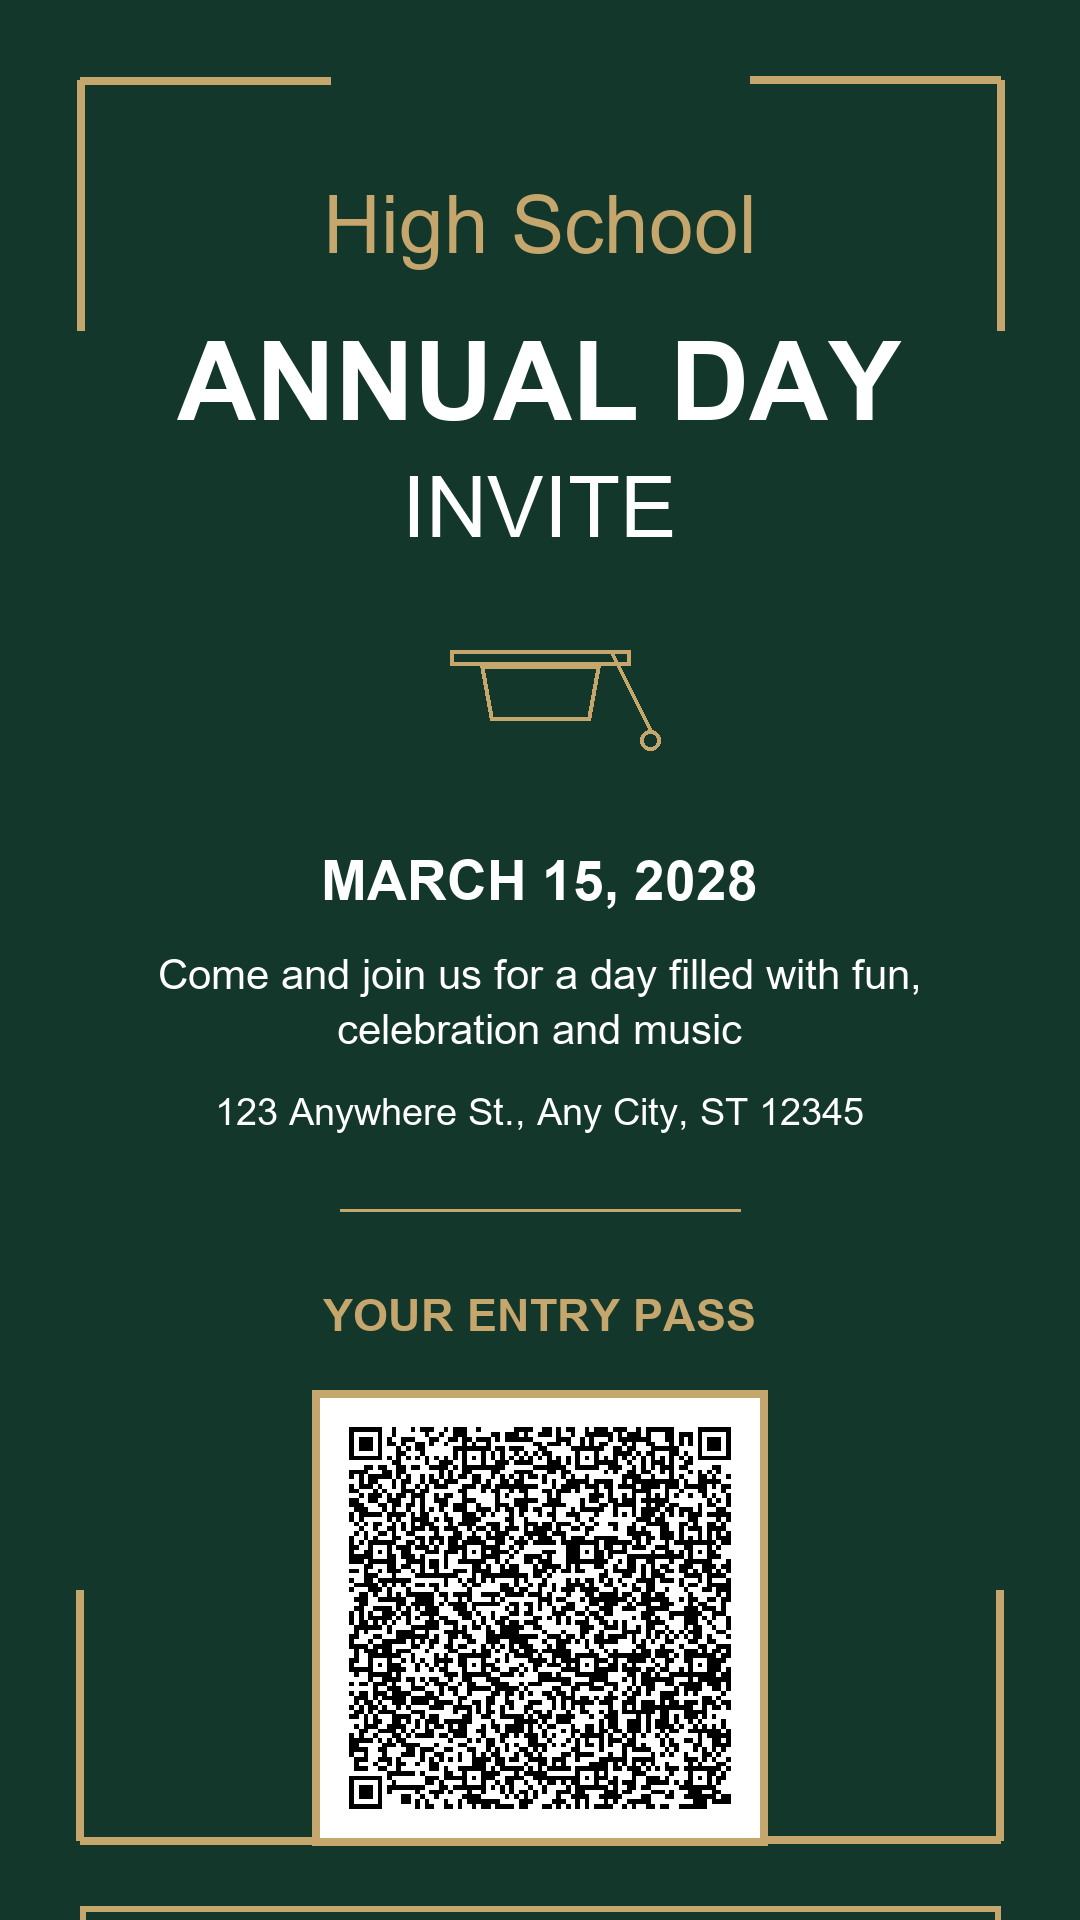 High School
ANNUAL DAY
INVITE
MARCH 15, 2028
Come and join us for a day filled with fun,
celebration and music
123 Anywhere St., Any City, ST 12345
YOUR ENTRY PASS